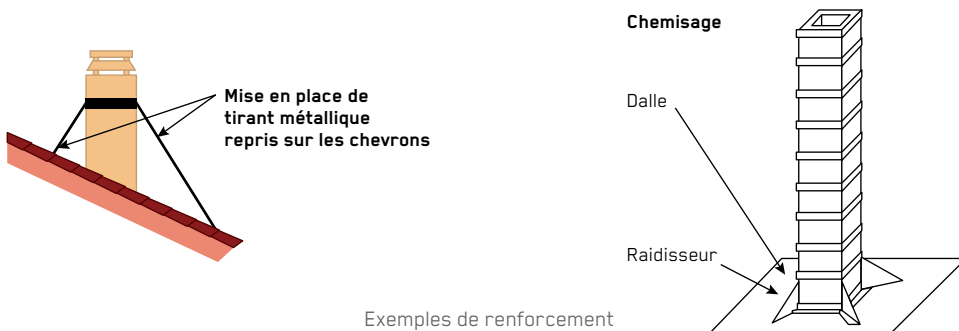 Mise en place de
tirant métallique
repris sur les chevrons
Chemisage
Dalle
Raidisseur
Exemples de renforcement